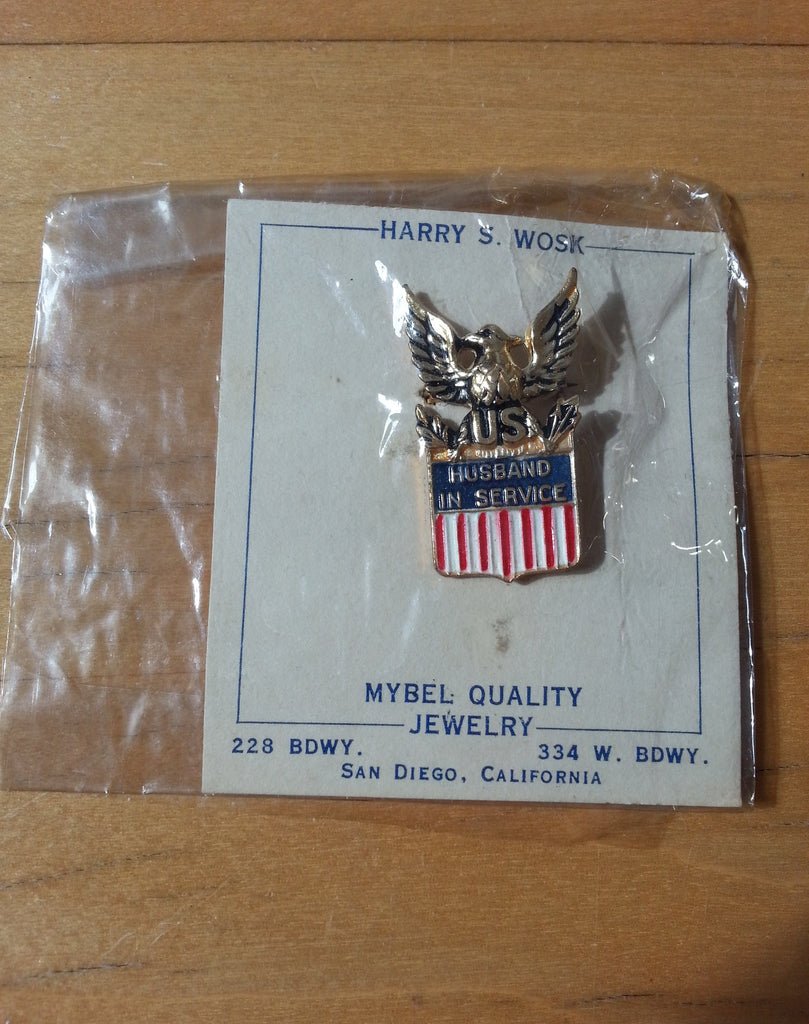 HARRY S. WOSK
US
HUSBAND
IN SERVICE
MYBEL QUALITY
JEWELRY
228 BDWY. 334 W. BDWY.
SAN DIEGO, CALIFORNIA